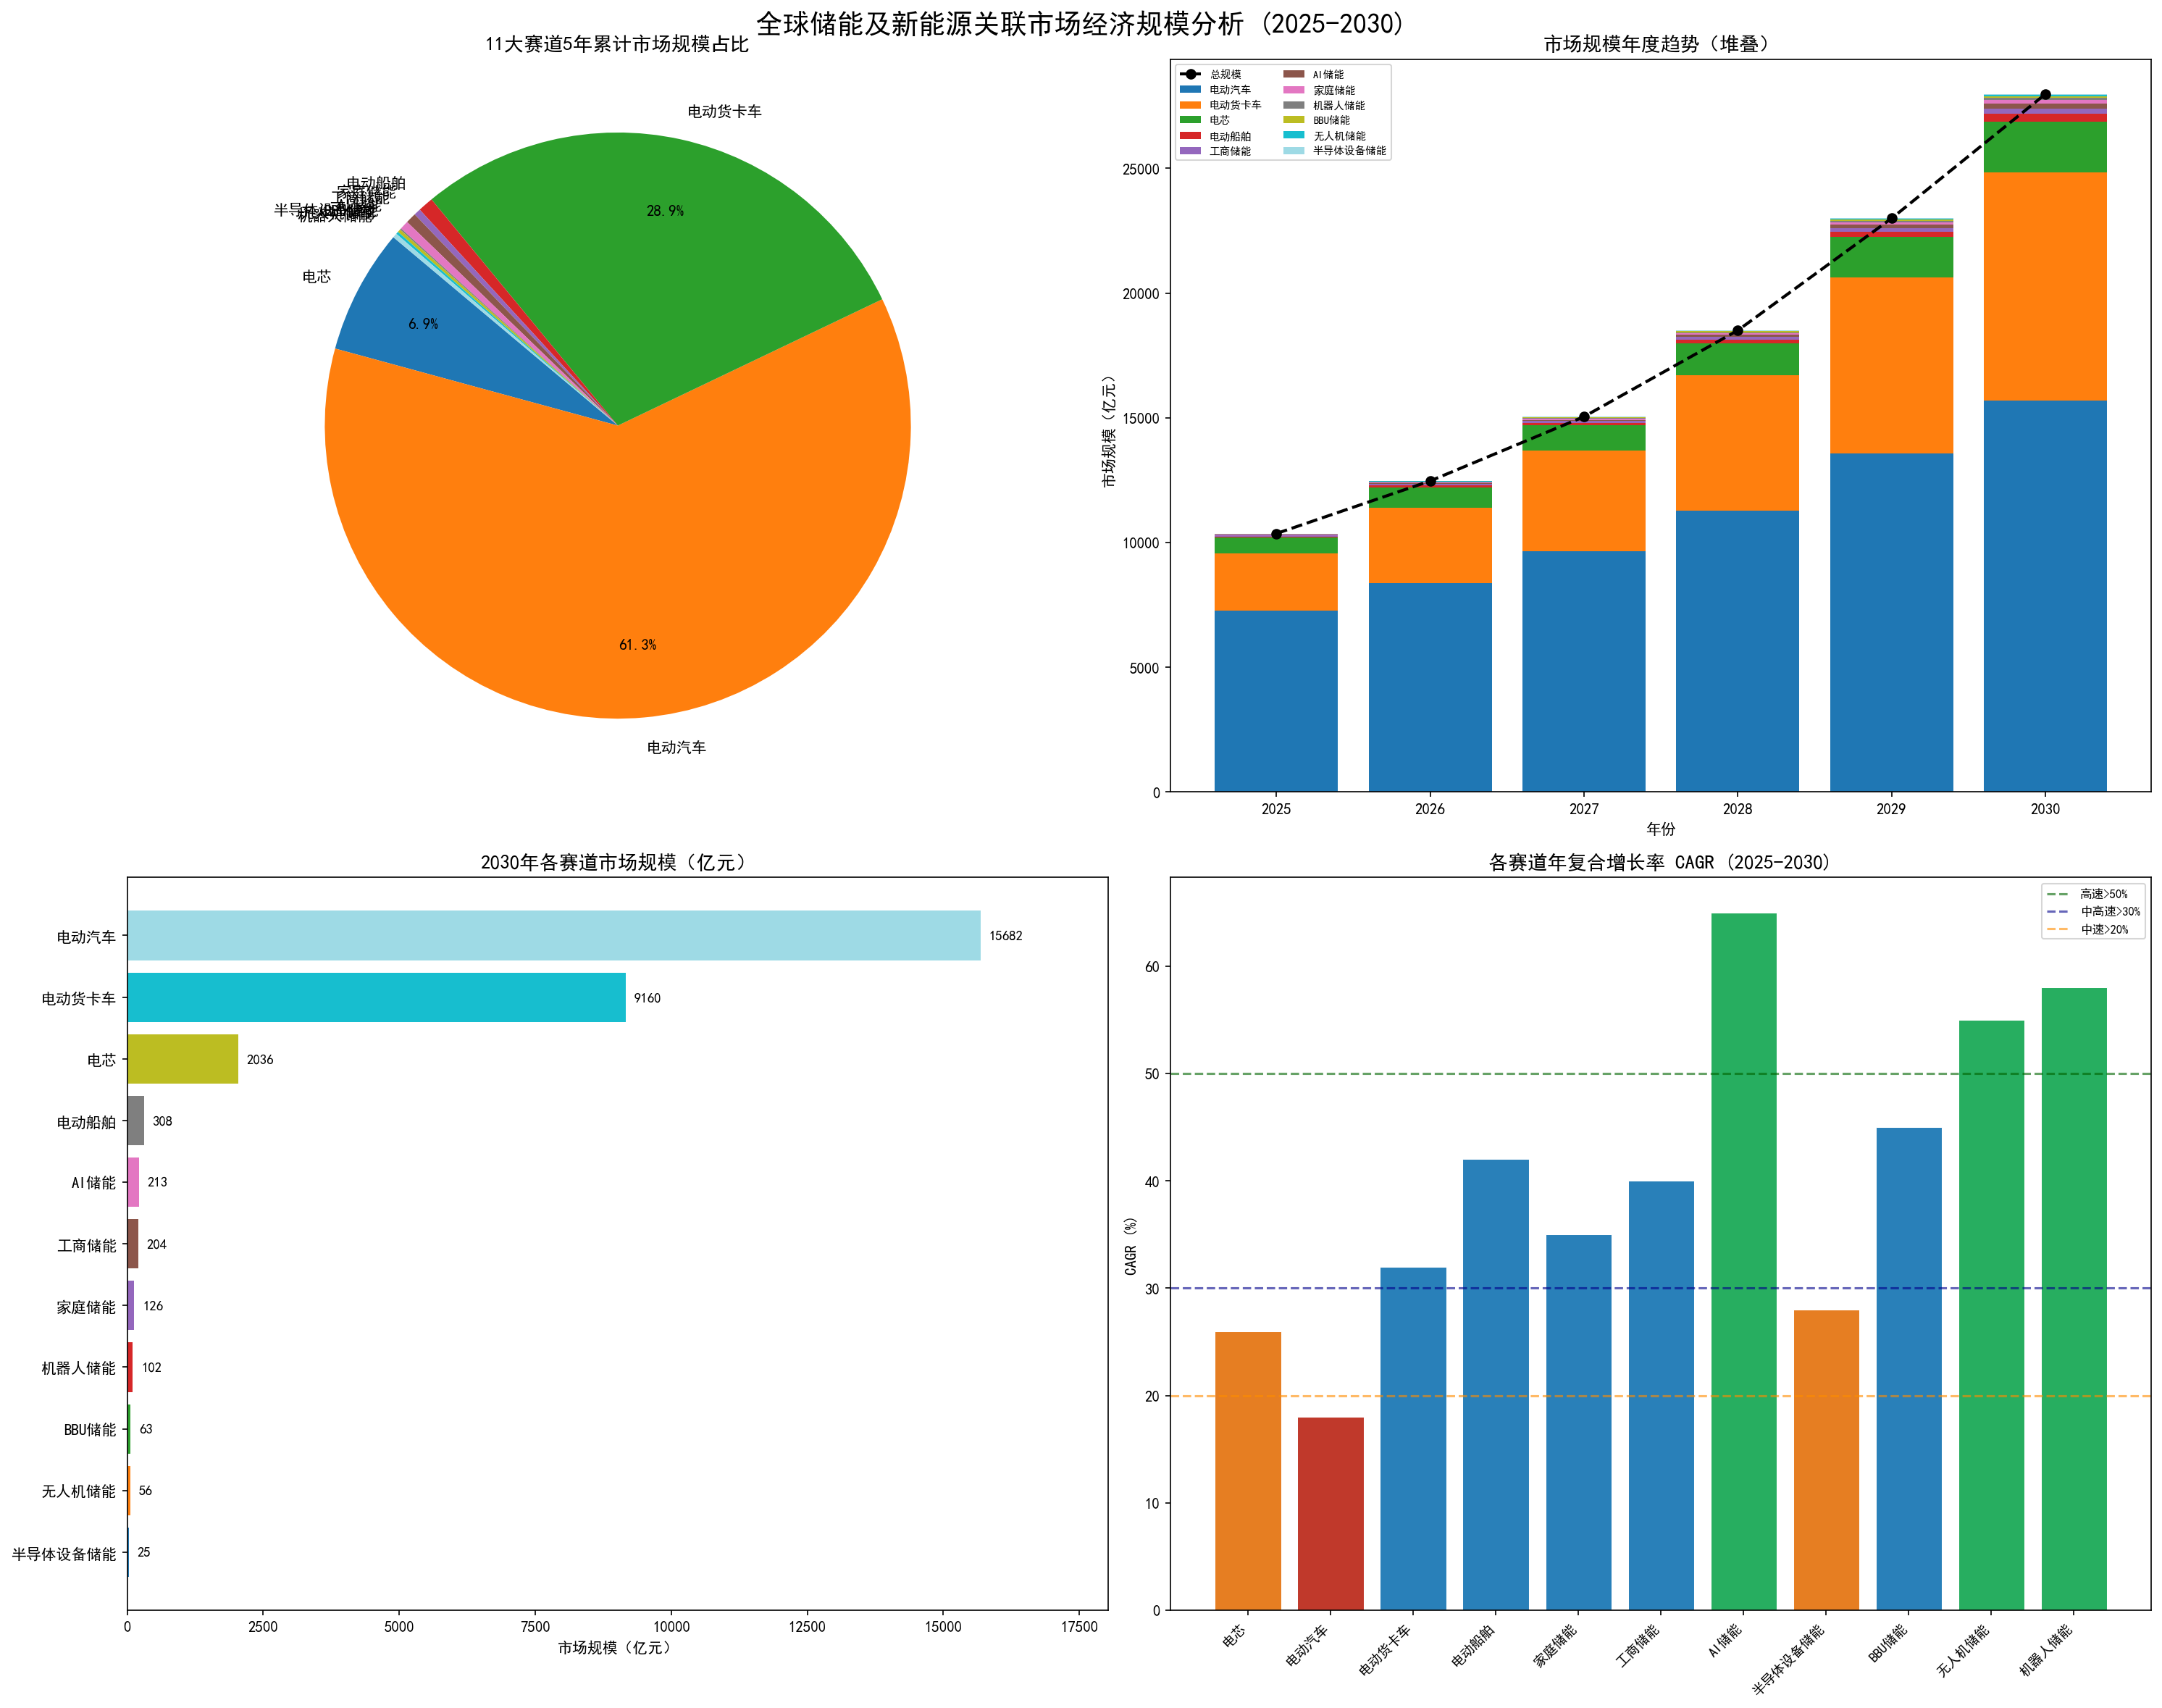 全球储能及新能源关联市场经济规模分析 (2025-2030)
11大赛道5年累计市场规模占比
电动货卡车
电动船舶
电芯
28.9%
6.9%
61.3%
电动汽车
市场规模年度趋势（堆叠）
总规模
电动汽车
电动货卡车
电芯
电动船舶
工商储能
AI储能
家庭储能
机器人储能
BBU储能
无人机储能
半导体设备储能
市场规模（亿元）
25000
20000
15000
10000
5000
0
2025 2026 2027 2028 2029 2030
年份
2030年各赛道市场规模（亿元）
电动汽车 15682
电动货卡车 9160
电芯 2036
电动船舶 308
AI储能 213
工商储能 204
家庭储能 126
机器人储能 102
BBU储能 63
无人机储能 56
半导体设备储能 25
0 2500 5000 7500 10000 12500 15000 17500
市场规模（亿元）
各赛道年复合增长率 CAGR (2025-2030)
高速>50%
中高速>30%
中速>20%
CAGR (%)
60
50
40
30
20
10
0
电芯
电动汽车
电动货卡车
电动船舶
家庭储能
工商储能
AI储能
半导体设备储能
BBU储能
无人机储能
机器人储能